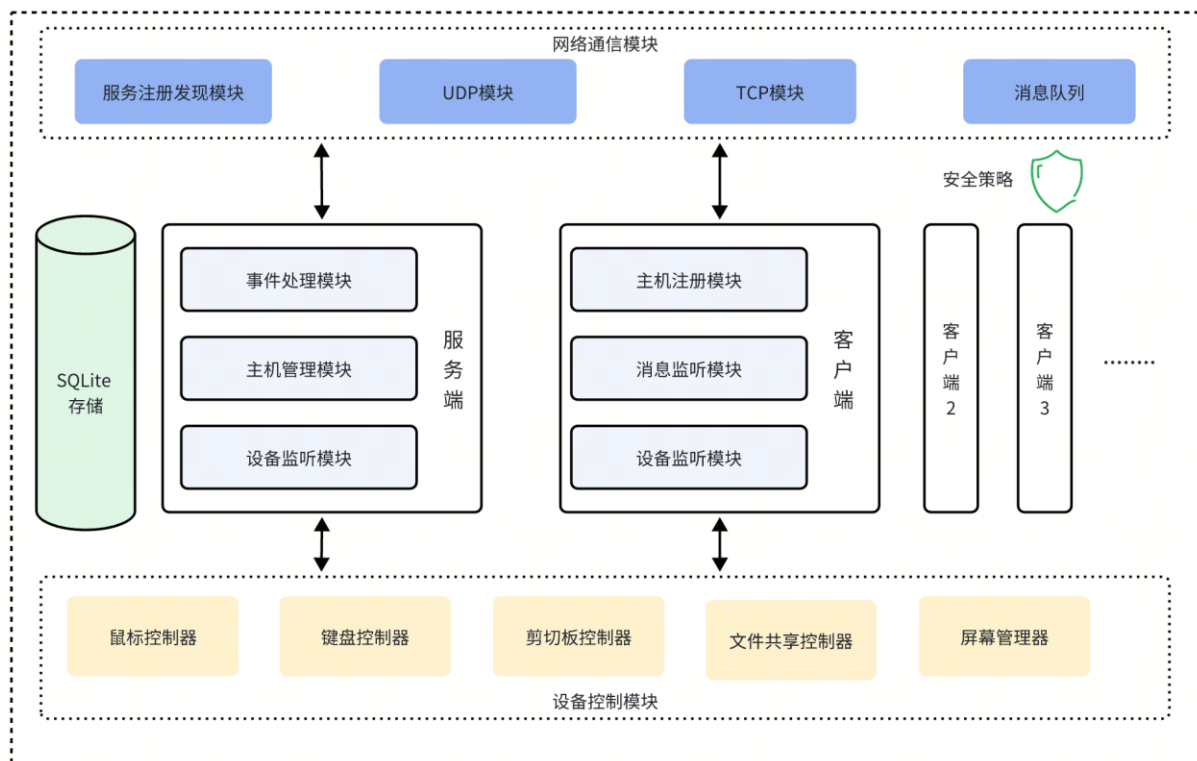 网络通信模块
服务注册发现模块
UDP模块
TCP模块
消息队列
安全策略
SQLite
存储
事件处理模块
主机管理模块
设备监听模块
服务端
主机注册模块
消息监听模块
设备监听模块
客户端
客户端2
客户端3
........
鼠标控制器
键盘控制器
剪切板控制器
文件共享控制器
屏幕管理器
设备控制模块